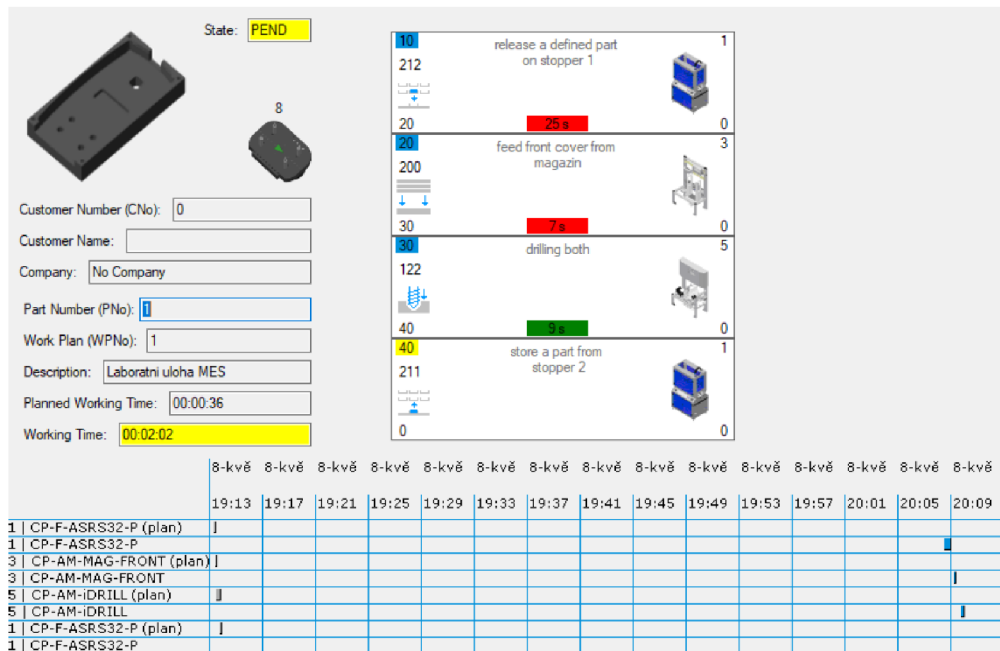 State: PEND
8
Customer Number (CNo): 0
Customer Name:
Company: No Company
Part Number (PNo): 1
Work Plan (WPNo): 1
Description: Laboratni uloha MES
Planned Working Time: 00:00:36
Working Time: 00:02:02
10 release a defined part 1
212 on stopper 1
20 25 s 0
20 feed front cover from 3
200 magazin
30 7 s 0
30 drilling both 5
122
40 9 s 0
40 store a part from 1
211 stopper 2
0 0
8-kvě 8-kvě 8-kvě 8-kvě 8-kvě 8-kvě 8-kvě 8-kvě 8-kvě 8-kvě 8-kvě 8-kvě 8-kvě 8-kvě 8-kvě
19:13 19:17 19:21 19:25 19:29 19:33 19:37 19:41 19:45 19:49 19:53 19:57 20:01 20:05 20:09
1 | CP-F-ASRS32-P (plan)
1 | CP-F-ASRS32-P
3 | CP-AM-MAG-FRONT (plan)
3 | CP-AM-MAG-FRONT
5 | CP-AM-iDRILL (plan)
5 | CP-AM-iDRILL
1 | CP-F-ASRS32-P (plan)
1 | CP-F-ASRS32-P